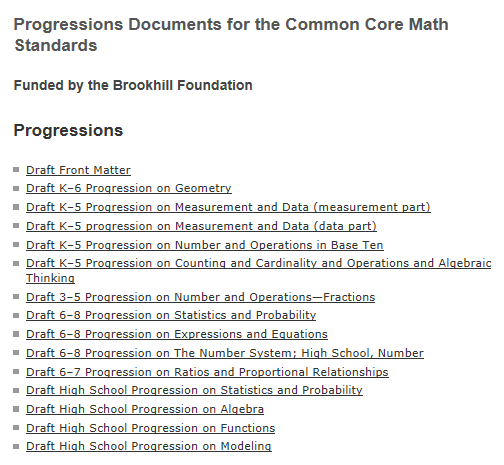 Progressions Documents for the Common Core Math
Standards
Funded by the Brookhill Foundation
Progressions
Draft Front Matter
Draft K–6 Progression on Geometry
Draft K–5 Progression on Measurement and Data (measurement part)
Draft K–5 progression on Measurement and Data (data part)
Draft K–5 Progression on Number and Operations in Base Ten
Draft K–5 Progression on Counting and Cardinality and Operations and Algebraic
Thinking
Draft 3–5 Progression on Number and Operations—Fractions
Draft 6–8 Progression on Statistics and Probability
Draft 6–8 Progression on Expressions and Equations
Draft 6–8 Progression on The Number System; High School, Number
Draft 6–7 Progression on Ratios and Proportional Relationships
Draft High School Progression on Statistics and Probability
Draft High School Progression on Algebra
Draft High School Progression on Functions
Draft High School Progression on Modeling